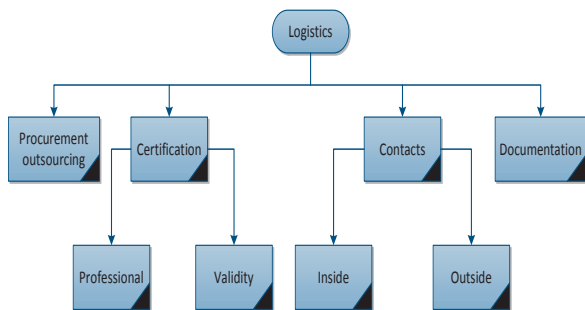 Logistics
Procurement
outsourcing
Certification
Contacts
Documentation
Professional
Validity
Inside
Outside